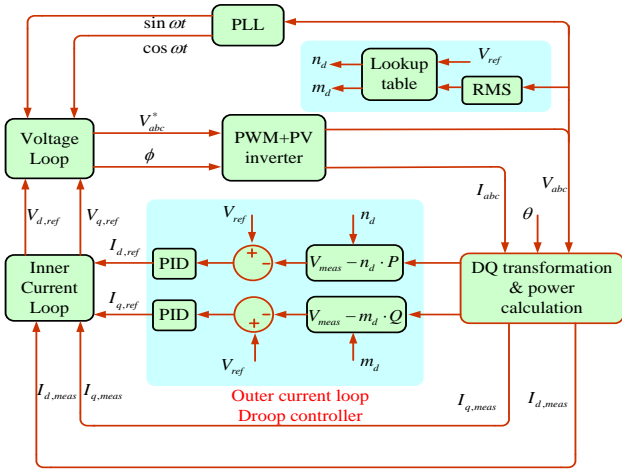 sin ωt
PLL
cos ωt
n_d
m_d
Lookup
table
V_ref
RMS
Voltage
Loop
V*_abc
ϕ
PWM+PV
inverter
I_abc
V_abc
V_d,ref
V_q,ref
θ
V_ref
n_d
I_d,ref
PID
+
−
V_meas − n_d · P
Inner
Current
Loop
DQ transformation
& power
calculation
I_q,ref
PID
+
−
V_meas − m_d · Q
V_ref
m_d
I_d,meas
I_q,meas
Outer current loop
Droop controller
I_q,meas
I_d,meas